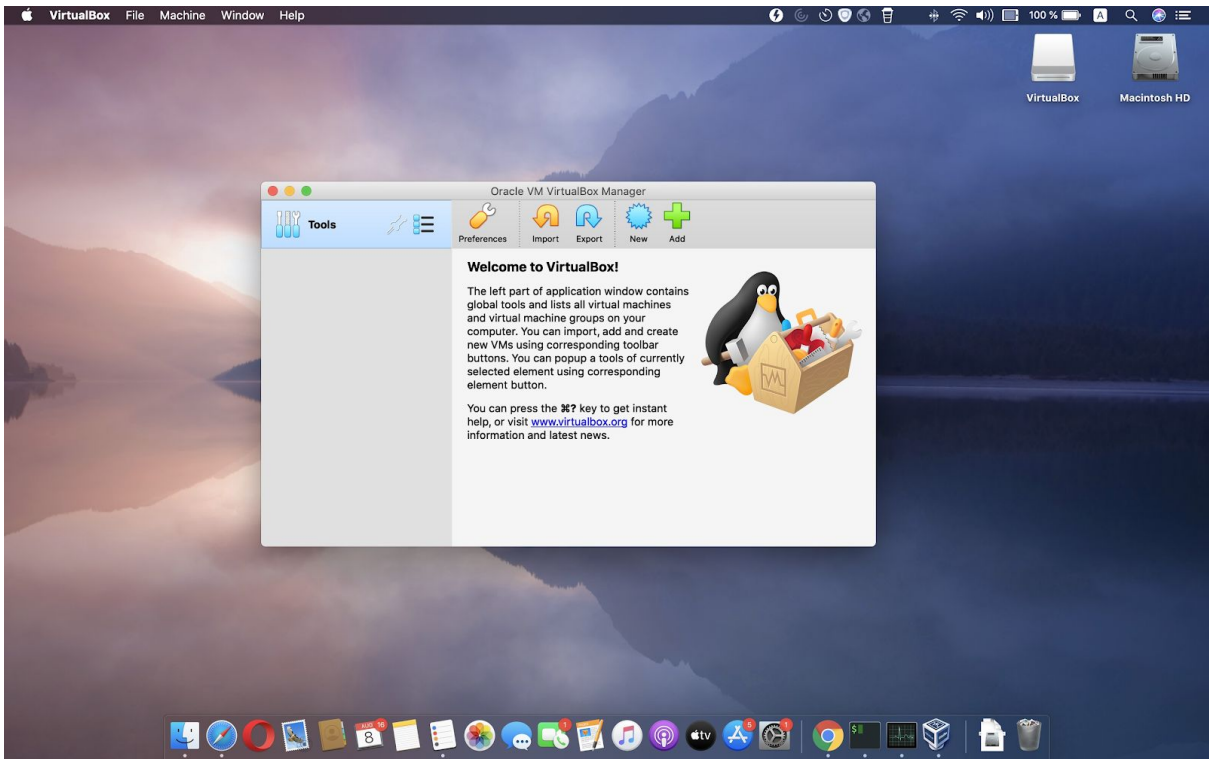 VirtualBox File Machine Window Help
100 %
A
VirtualBox
Macintosh HD
Oracle VM VirtualBox Manager
Tools
Preferences
Import
Export
New
Add
Welcome to VirtualBox!
The left part of application window contains
global tools and lists all virtual machines
and virtual machine groups on your
computer. You can import, add and create
new VMs using corresponding toolbar
buttons. You can popup a tools of currently
selected element using corresponding
element button.
You can press the ⌘? key to get instant
help, or visit www.virtualbox.org for more
information and latest news.
1
5
1
tv
$